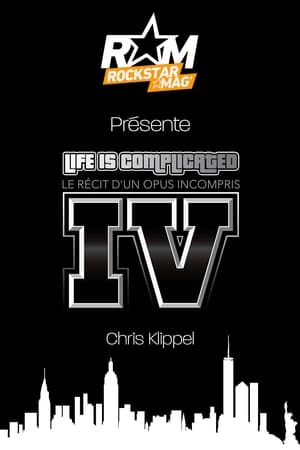 R★M
ROCKSTAR
★MAG'
Présente
LIFE IS COMPLICATED
LE RÉCIT D'UN OPUS INCOMPRIS
IV
Chris Klippel